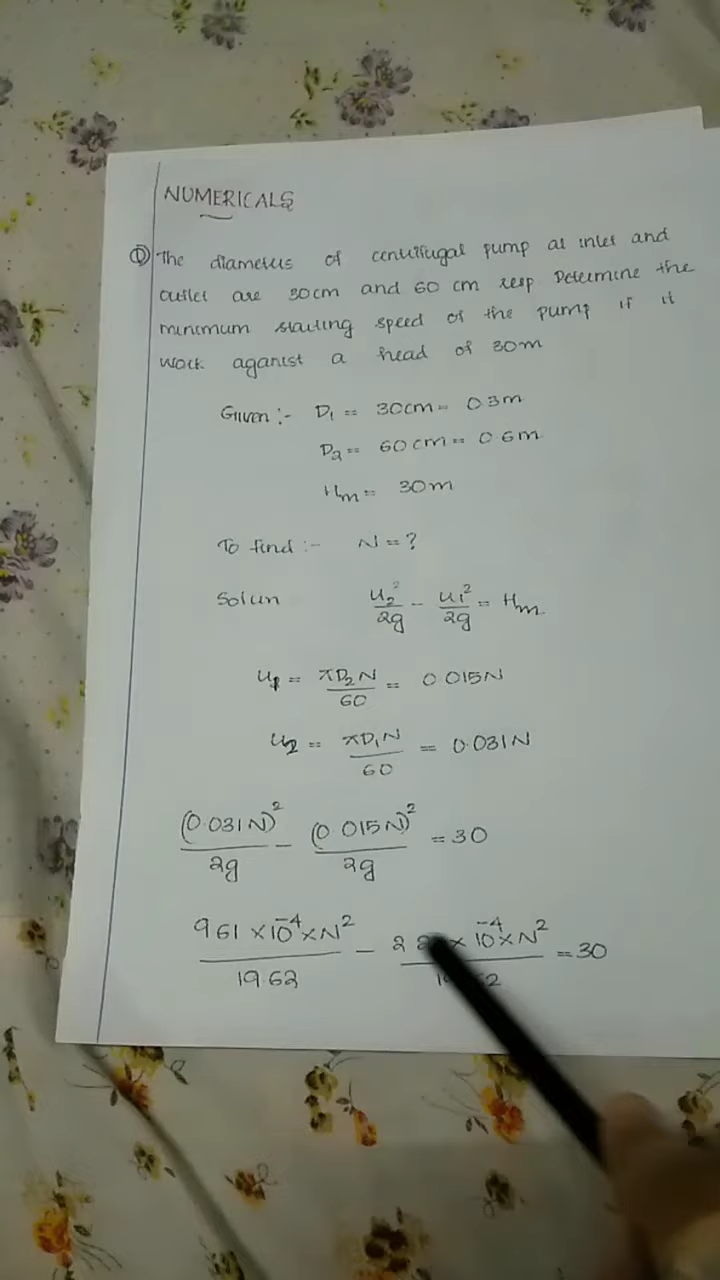 NUMERICALS
① The diameters of centrifugal pump at inlet and
outlet are 30cm and 60 cm resp Determine the
minimum starting speed of the pump if it
work aganist a head of 30m
Given :- D₁ = 30cm = 0.3m
D₂ = 60cm = 0.6m
Hm = 30m
To find :- N = ?
Solun u₂²/2g - u₁²/2g = Hm
u₁ = πD₂N/60 = 0.015N
u₂ = πD₁N/60 = 0.031N
(0.031N)²/2g - (0.015N)²/2g = 30
9.61 × 10⁻⁴ × N²/19.62 - × 10⁻⁴ × N²/ = 30